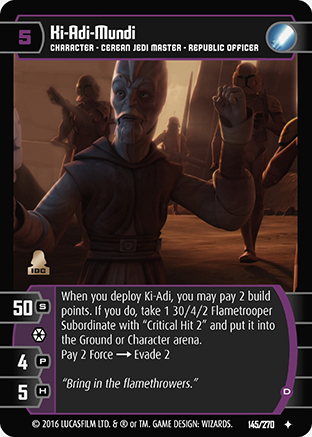 5 Ki-Adi-Mundi
CHARACTER - CEREAN JEDI MASTER - REPUBLIC OFFICER
IDC
50 S
When you deploy Ki-Adi, you may pay 2 build
points. If you do, take 1 30/4/2 Flametrooper
Subordinate with “Critical Hit 2” and put it into
the Ground or Character arena.
4 P
Pay 2 Force → Evade 2
5 H
“Bring in the flamethrowers.”
D
© 2016 LUCASFILM LTD. & ® or TM. GAME DESIGN: WIZARDS. 145/270